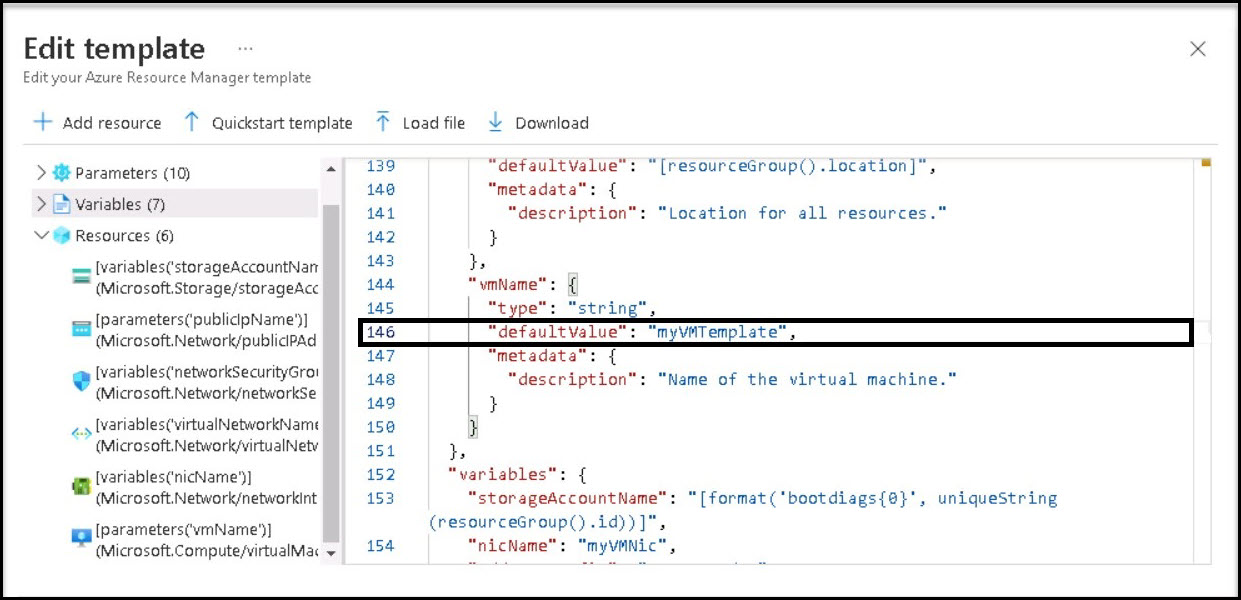 Edit template ...
Edit your Azure Resource Manager template
Add resource Quickstart template Load file Download
Parameters (10)
Variables (7)
Resources (6)
[variables('storageAccountNam
(Microsoft.Storage/storageAcc
[parameters('publicIpName')]
(Microsoft.Network/publicIPAd
[variables('networkSecurityGrou
(Microsoft.Network/networkSe
[variables('virtualNetworkName
(Microsoft.Network/virtualNetw
[variables('nicName')]
(Microsoft.Network/networkInt
[parameters('vmName')]
(Microsoft.Compute/virtualMac
139 "defaultValue": "[resourceGroup().location]",
140 "metadata": {
141 "description": "Location for all resources."
142 }
143 },
144 "vmName": {
145 "type": "string",
146 "defaultValue": "myVMTemplate",
147 "metadata": {
148 "description": "Name of the virtual machine."
149 }
150 }
151 },
152 "variables": {
153 "storageAccountName": "[format('bootdiags{0}', uniqueString
(resourceGroup().id))]",
154 "nicName": "myVMNic",